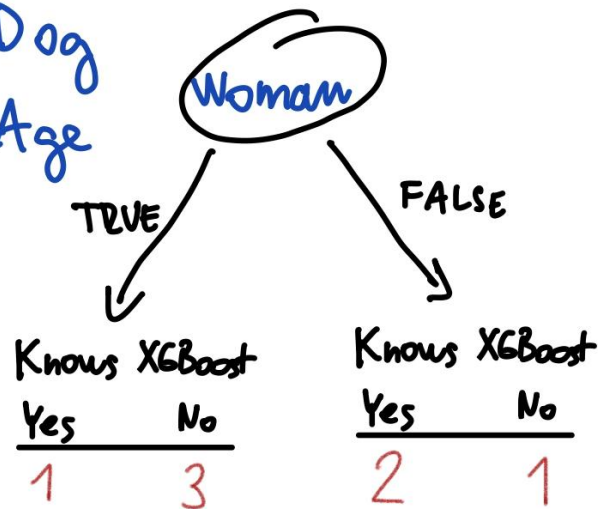 Dog
Age
Woman
TRUE
FALSE
Knows XGBoost
Yes No
1 3
Knows XGBoost
Yes No
2 1